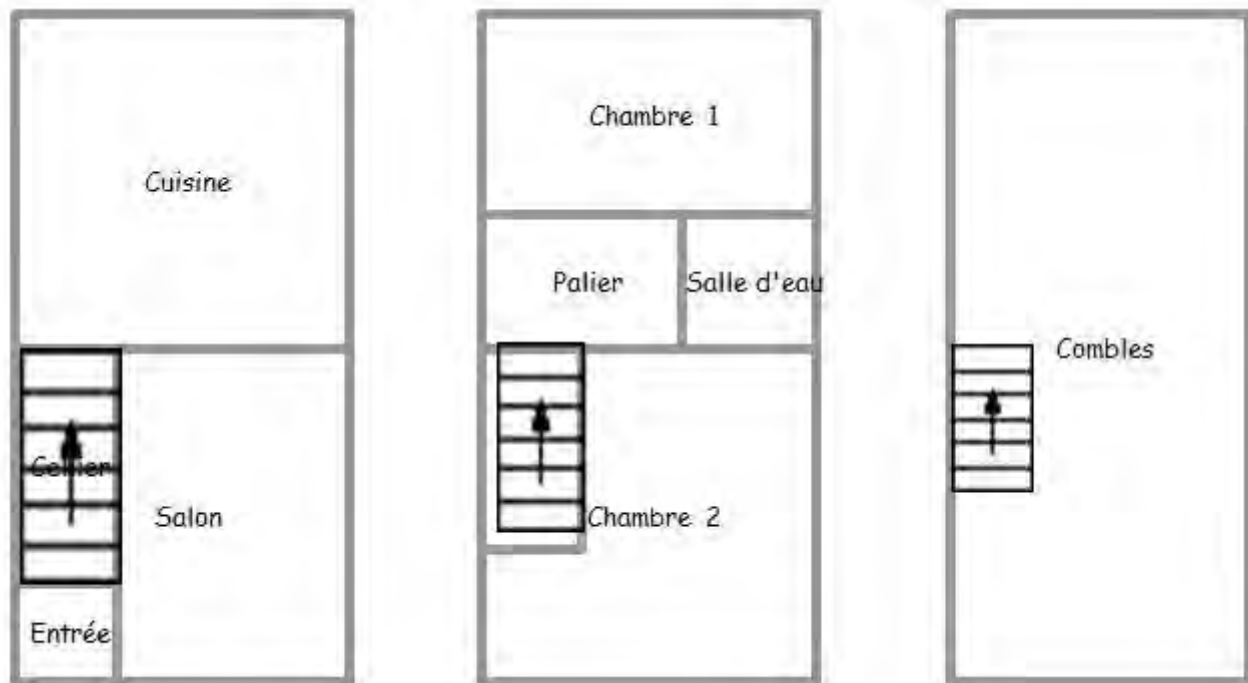 Cuisine
Cellier
Salon
Entrée
Chambre 1
Palier
Salle d'eau
Chambre 2
Combles